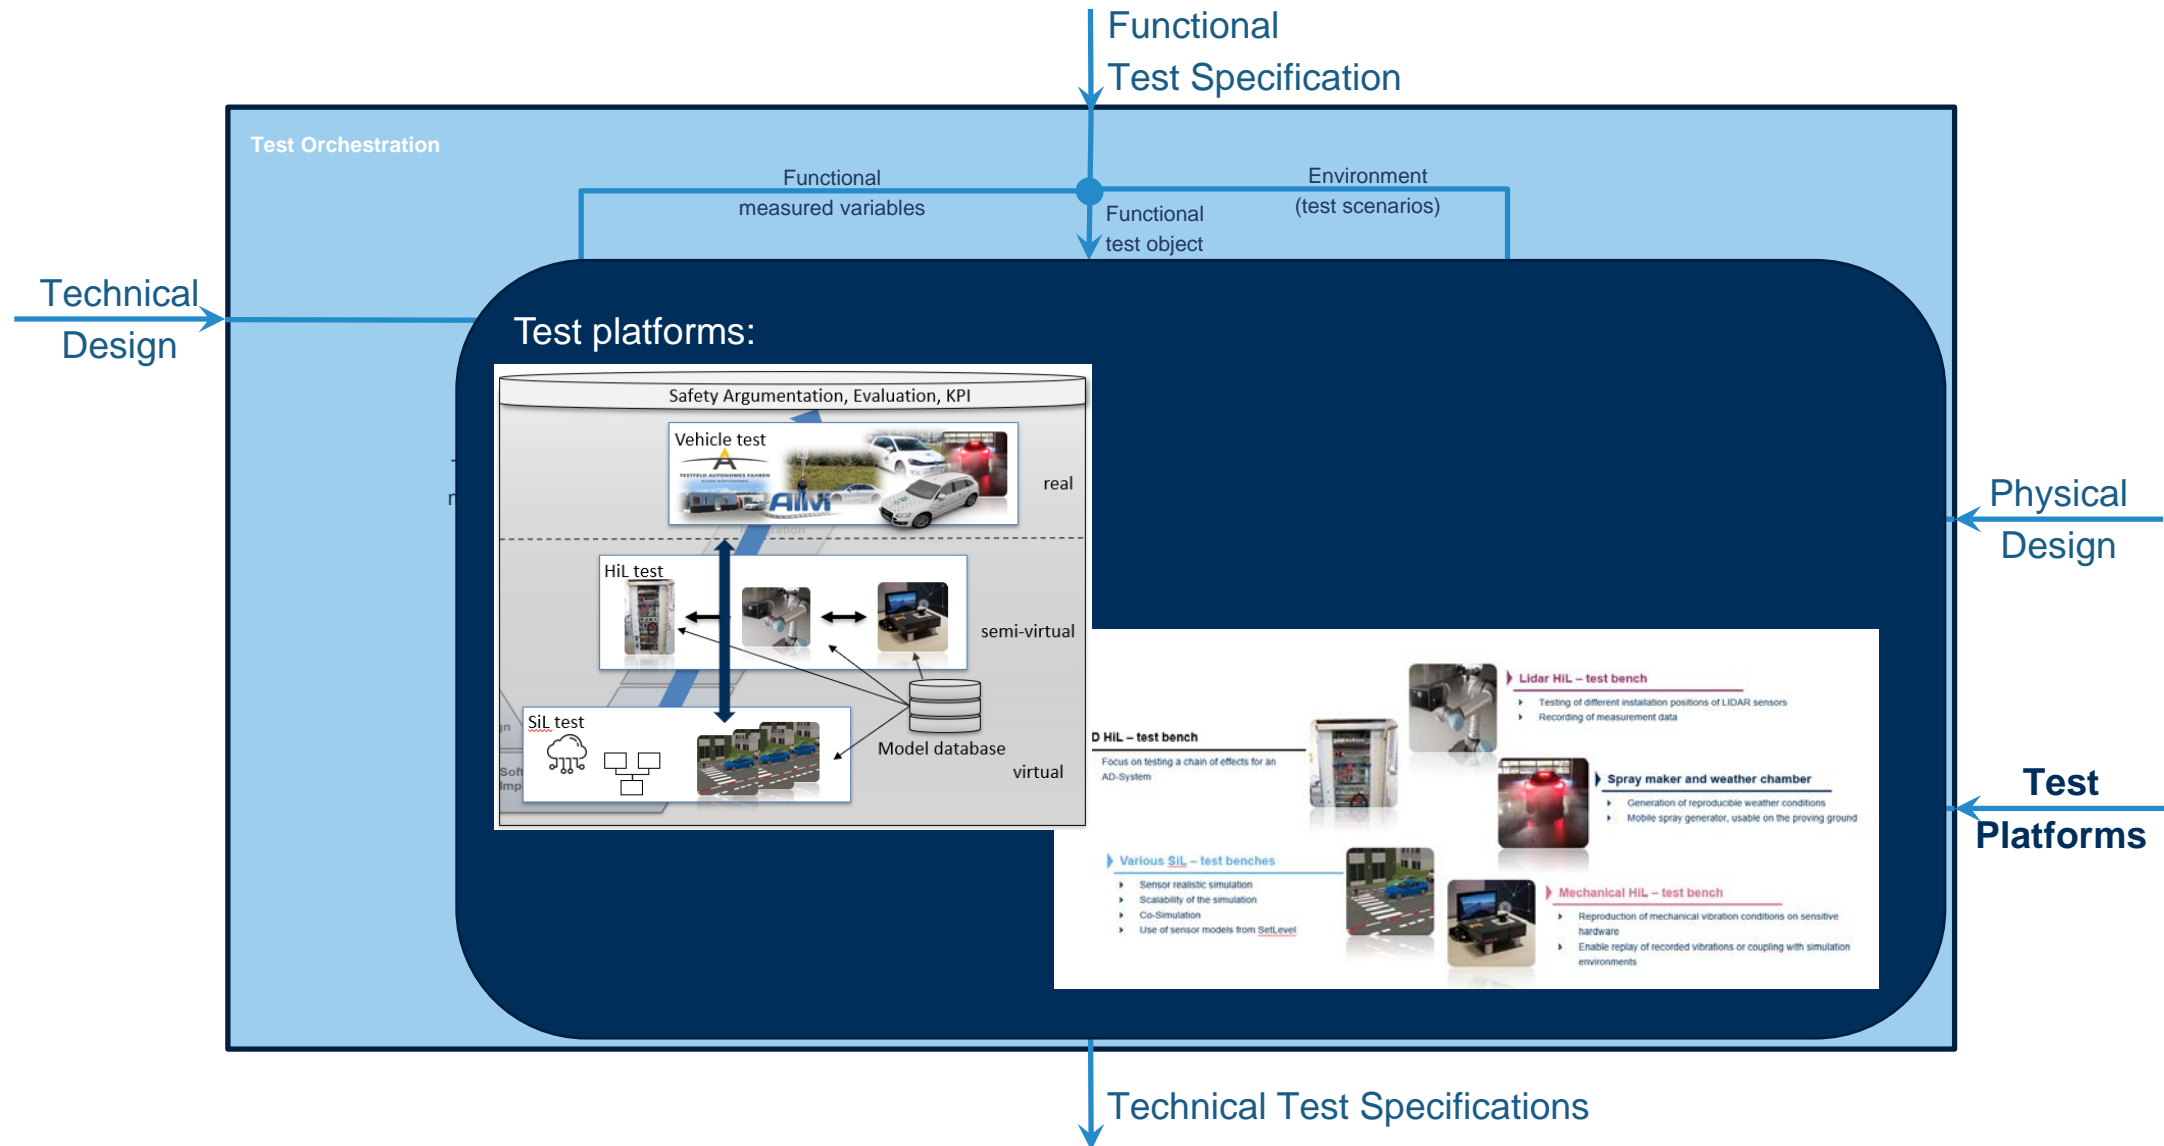 Functional
Test Specification
Test Orchestration
Functional
measured variables
Environment
(test scenarios)
Functional
test object
Technical
Design
Test platforms:
Safety Argumentation, Evaluation, KPI
Vehicle test
TESTFELD AUTONOMES FAHREN
AIM
real
HiL test
semi-virtual
SiL test
Model database
virtual
Physical
Design
Lidar HiL – test bench
Testing of different installation positions of LIDAR sensors
Recording of measurement data
D HiL – test bench
Focus on testing a chain of effects for an
AD-System
Spray maker and weather chamber
Generation of reproducible weather conditions
Mobile spray generator, usable on the proving ground
Various SiL – test benches
Sensor realistic simulation
Scalability of the simulation
Co-Simulation
Use of sensor models from SetLevel
Mechanical HiL – test bench
Reproduction of mechanical vibration conditions on sensitive
hardware
Enable replay of recorded vibrations or coupling with simulation
environments
Test
Platforms
Technical Test Specifications